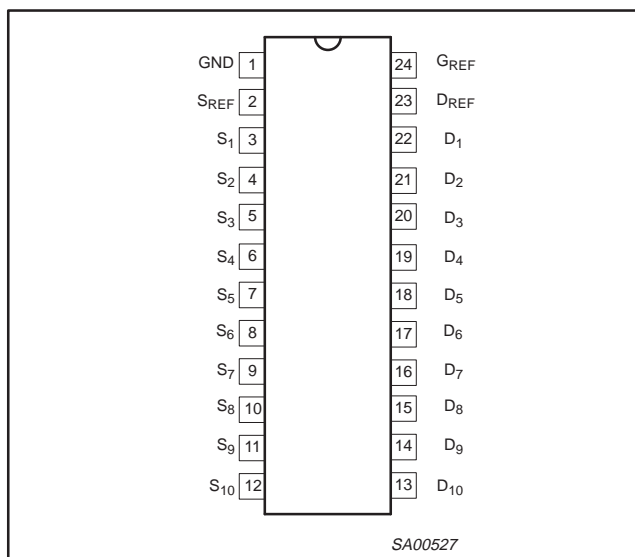 GND 1 24 GREF
SREF 2 23 DREF
S1 3 22 D1
S2 4 21 D2
S3 5 20 D3
S4 6 19 D4
S5 7 18 D5
S6 8 17 D6
S7 9 16 D7
S8 10 15 D8
S9 11 14 D9
S10 12 13 D10
SA00527